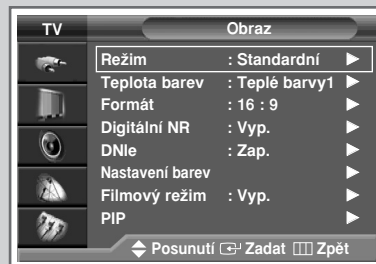 TV Obraz
Režim : Standardní
Teplota barev : Teplé barvy1
Formát : 16 : 9
Digitální NR : Vyp.
DNIe : Zap.
Nastavení barev
Filmový režim : Vyp.
PIP
Posunutí Zadat Zpět